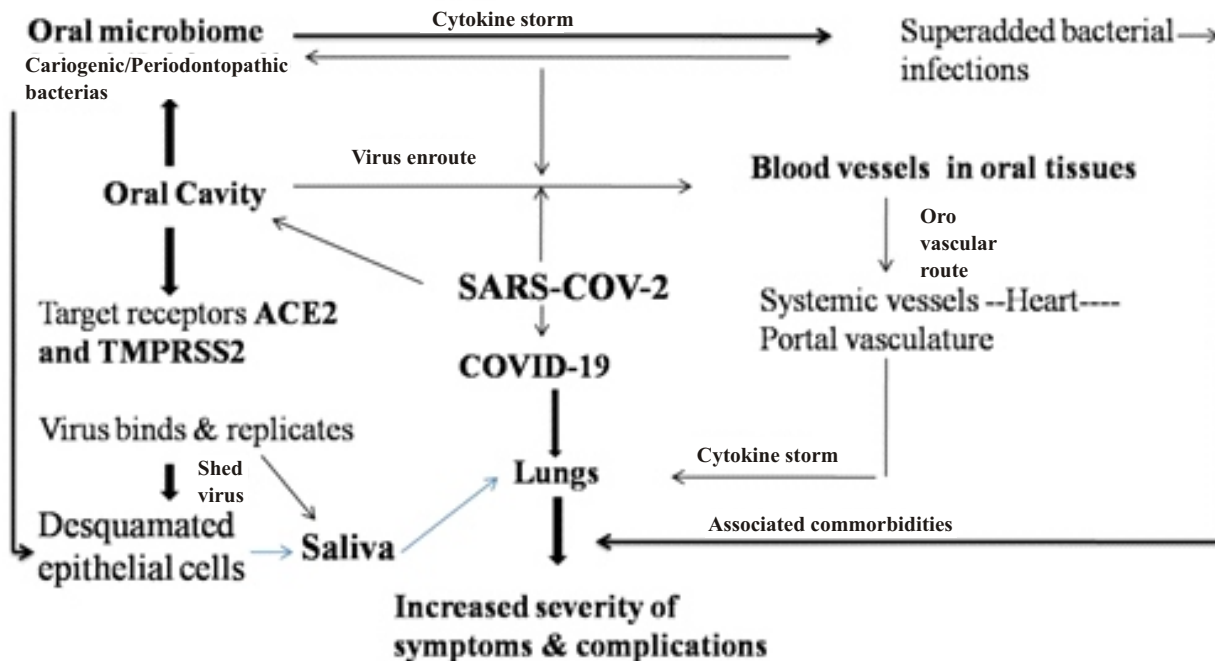 Oral microbiome
Cytokine storm
Superadded bacterial
infections
Cariogenic/Periodontopathic
bacterias
Virus enroute
Blood vessels in oral tissues
Oral Cavity
Oro
vascular
route
SARS-COV-2
Target receptors ACE2
and TMPRSS2
Systemic vessels --Heart----
Portal vasculature
COVID-19
Virus binds & replicates
Shed
virus
Lungs
Cytokine storm
Desquamated
epithelial cells
Saliva
Associated commorbidities
Increased severity of
symptoms & complications